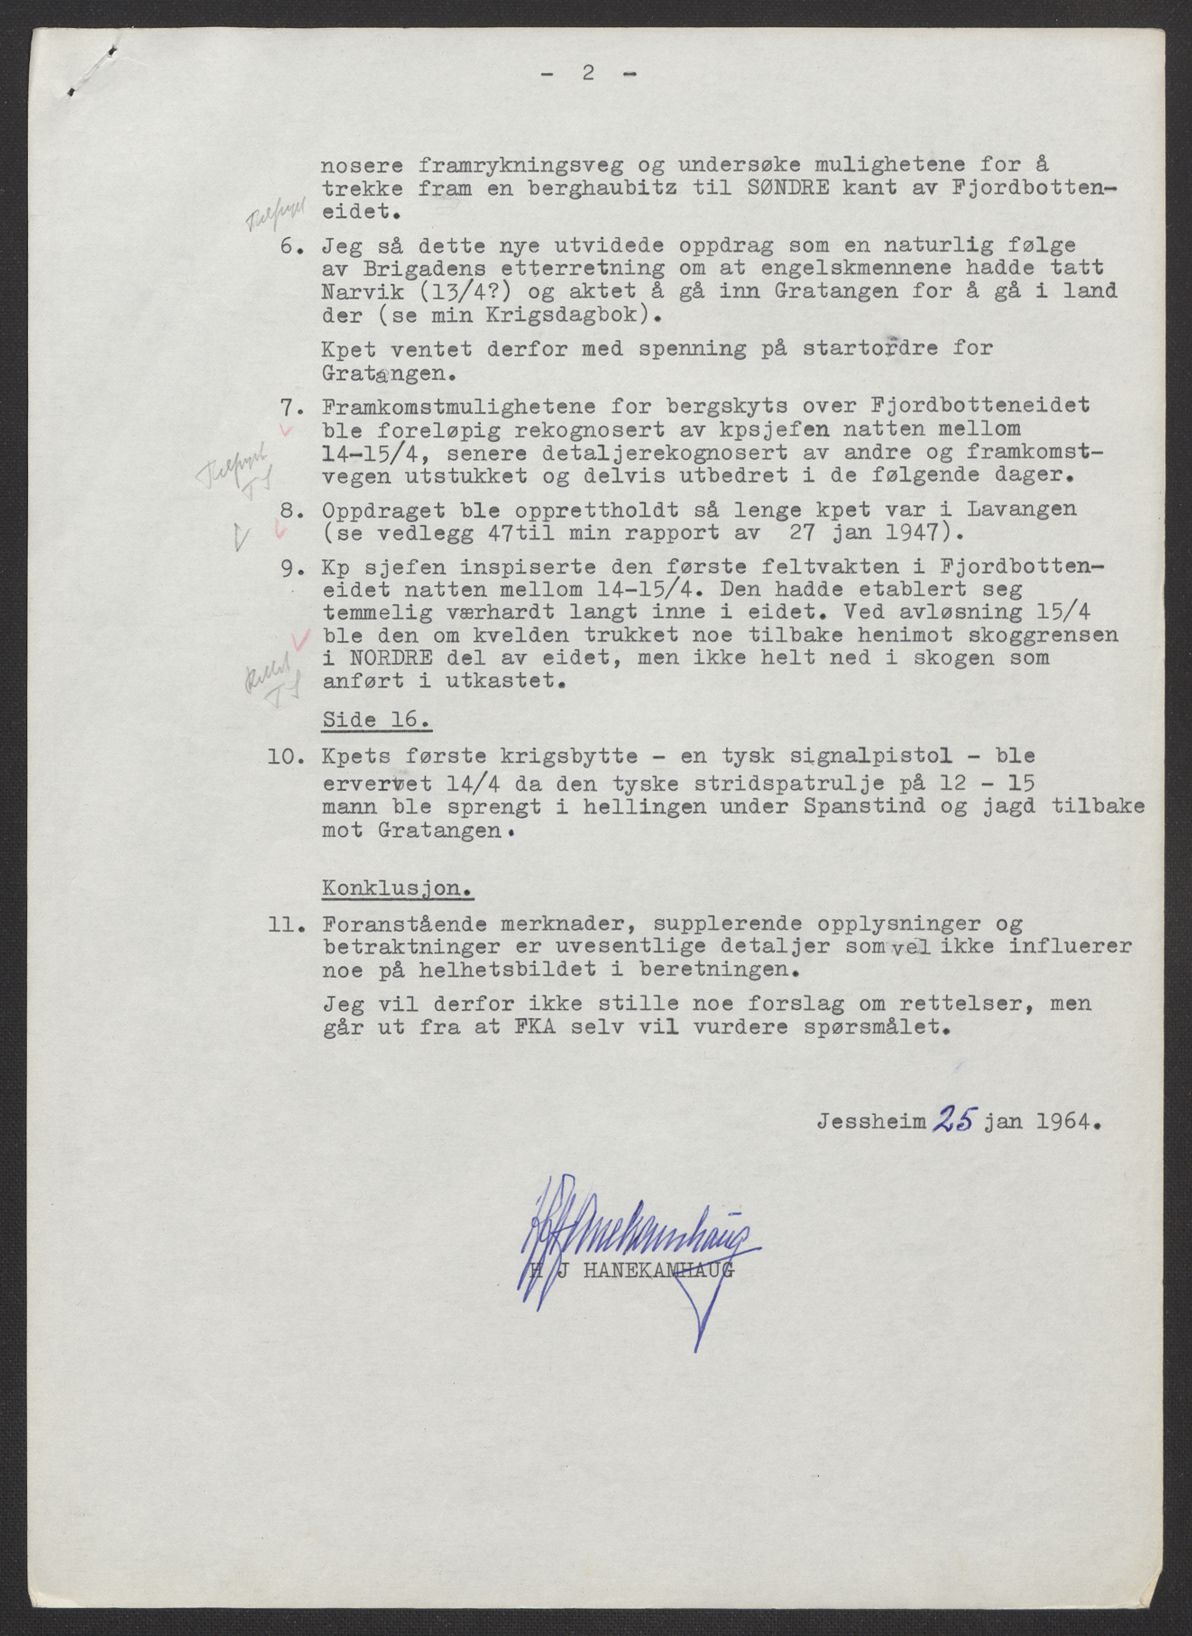 - 2 -
nosere framrykningsveg og undersøke mulighetene for å
trekke fram en berghaubitz til SØNDRE kant av Fjordbotten-
eidet.
Tilføyet
6. Jeg så dette nye utvidede oppdrag som en naturlig følge
av Brigadens etterretning om at engelskmennene hadde tatt
Narvik (13/4?) og aktet å gå inn Gratangen for å gå i land
der (se min Krigsdagbok).
Kpet ventet derfor med spenning på startordre for
Gratangen.
7. Framkomstmulighetene for bergskyts over Fjordbotteneidet
ble foreløpig rekognosert av kpsjefen natten mellom
14-15/4, senere detaljerekognosert av andre og framkomst-
vegen utstukket og delvis utbedret i de følgende dager.
Tilføyet
TS
8. Oppdraget ble opprettholdt så lenge kpet var i Lavangen
(se vedlegg 47til min rapport av 27 jan 1947).
9. Kp sjefen inspiserte den første feltvakten i Fjordbotten-
eidet natten mellom 14-15/4. Den hadde etablert seg
temmelig værhardt langt inne i eidet. Ved avløsning 15/4
ble den om kvelden trukket noe tilbake henimot skoggrensen
i NORDRE del av eidet, men ikke helt ned i skogen som
anført i utkastet.
Rettet
TS
Side 16.
10. Kpets første krigsbytte - en tysk signalpistol - ble
ervervet 14/4 da den tyske stridspatrulje på 12 - 15
mann ble sprengt i hellingen under Spanstind og jagd tilbake
mot Gratangen.
Konklusjon.
11. Foranstående merknader, supplerende opplysninger og
betraktninger er uvesentlige detaljer som vel ikke influerer
noe på helhetsbildet i beretningen.
Jeg vil derfor ikke stille noe forslag om rettelser, men
går ut fra at FKA selv vil vurdere spørsmålet.
Jessheim 25 jan 1964.
HJHanekamhaug
H J HANEKAMHAUG